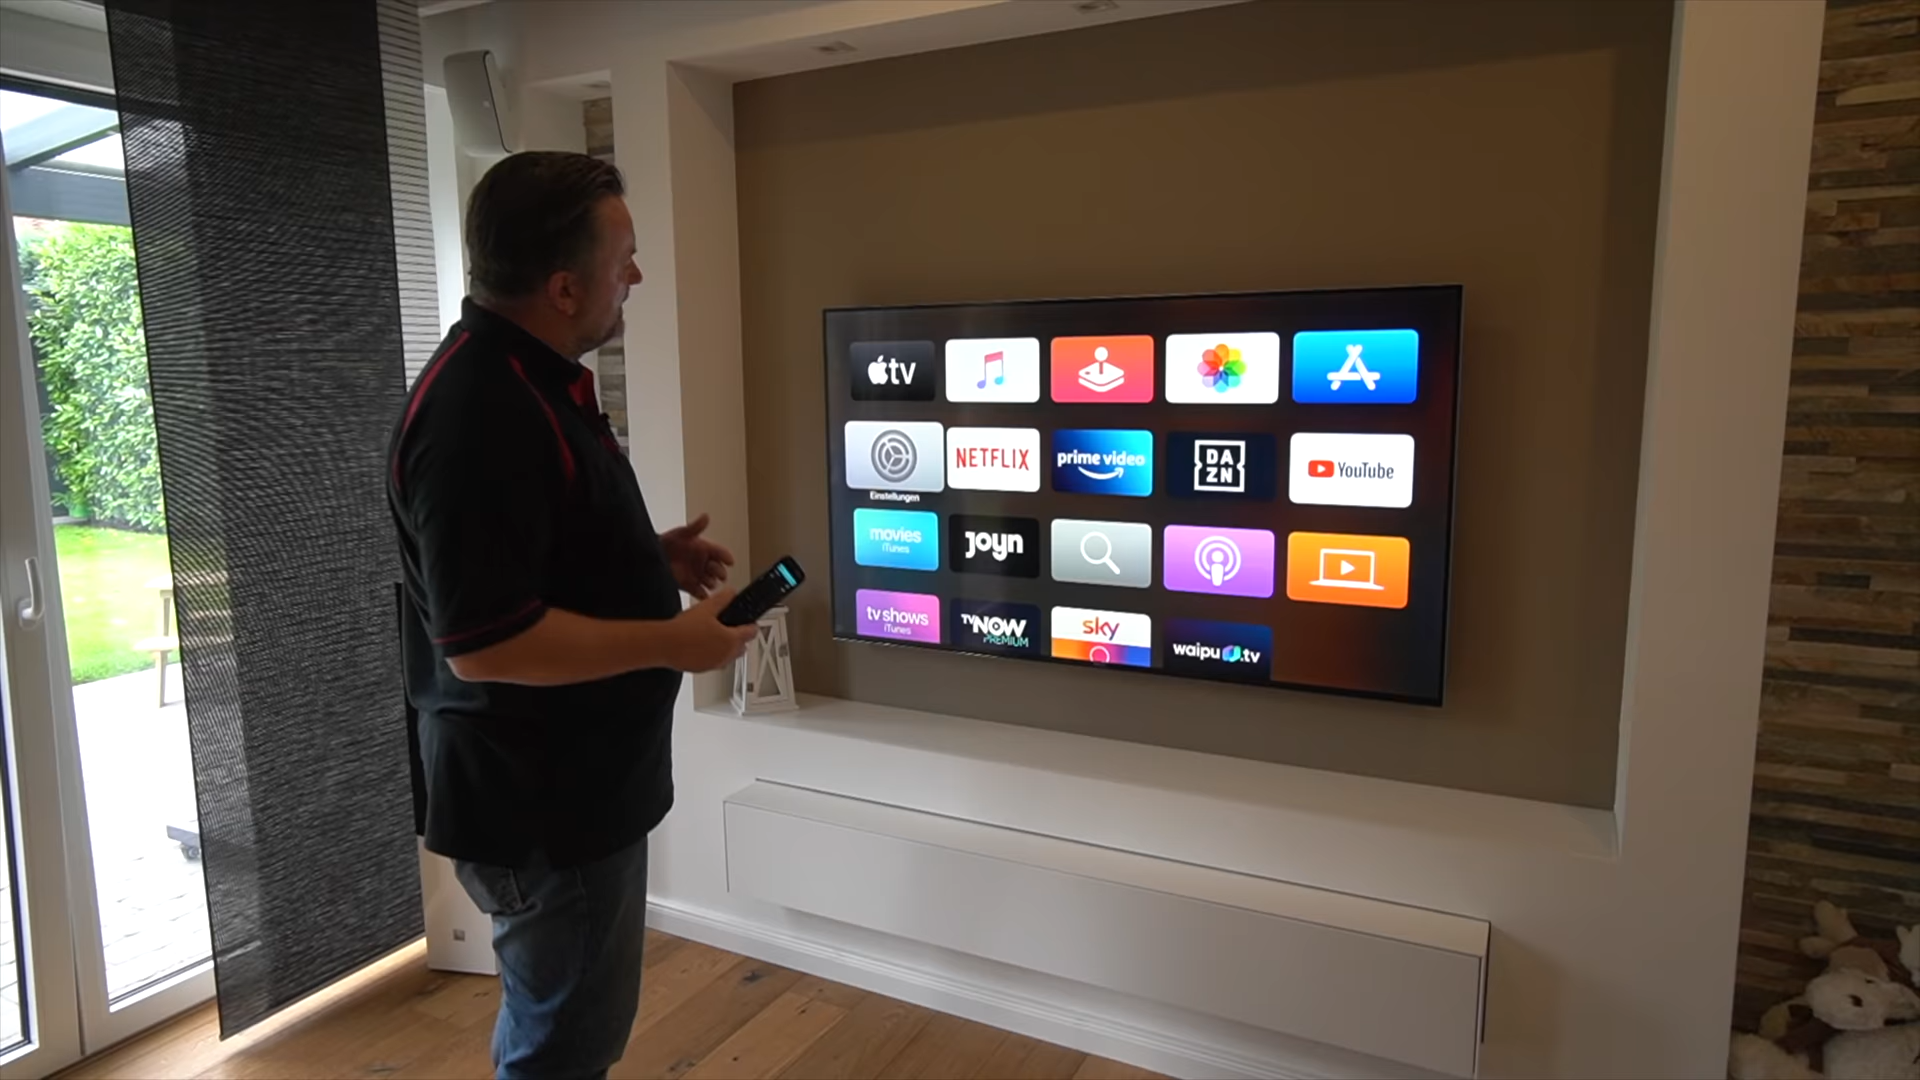 tv
NETFLIX
prime video
DA
ZN
YouTube
Einstellungen
movies
iTunes
joyn
tv shows
iTunes
TVNOW
PREMIUM
sky
waipu.tv